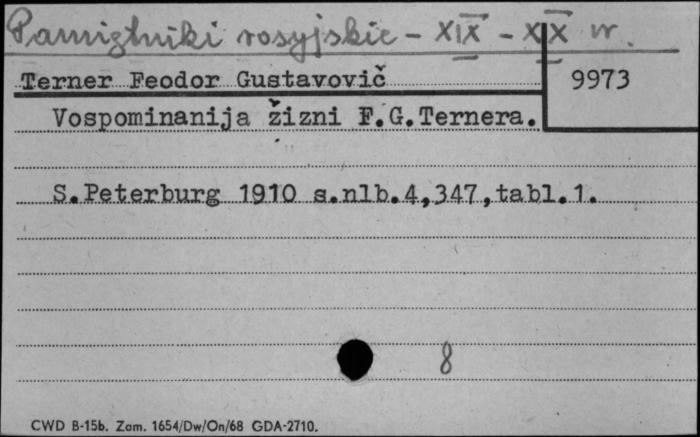 Pamiętniki rosyjskie - XIX - XIX w.
Terner Feodor Gustavovič
9973
Vospominanija žizni F.G.Ternera.
S.Peterburg 1910 s.nlb.4,347,tabl.1.
8
CWD B-15b. Zam. 1654/Dw/On/68 GDA-2710.